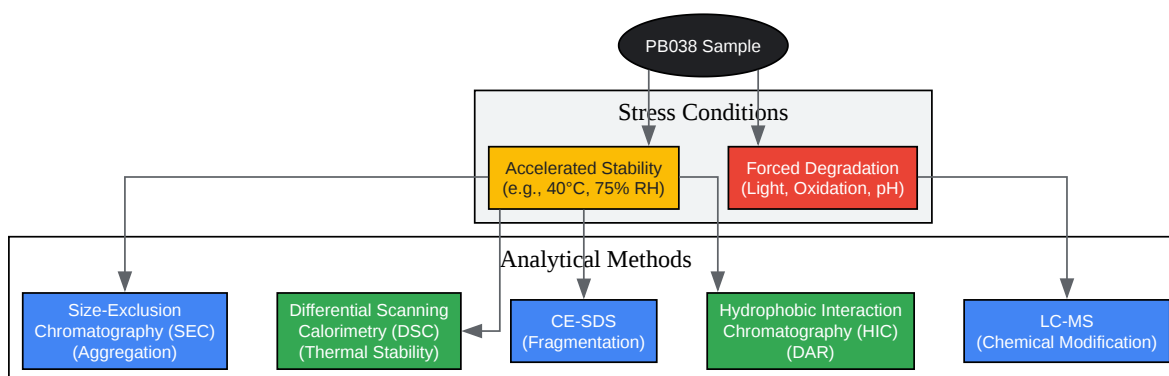 PB038 Sample
Stress Conditions
Accelerated Stability
(e.g., 40°C, 75% RH)
Forced Degradation
(Light, Oxidation, pH)
Analytical Methods
Size-Exclusion
Chromatography (SEC)
(Aggregation)
Differential Scanning
Calorimetry (DSC)
(Thermal Stability)
CE-SDS
(Fragmentation)
Hydrophobic Interaction
Chromatography (HIC)
(DAR)
LC-MS
(Chemical Modification)